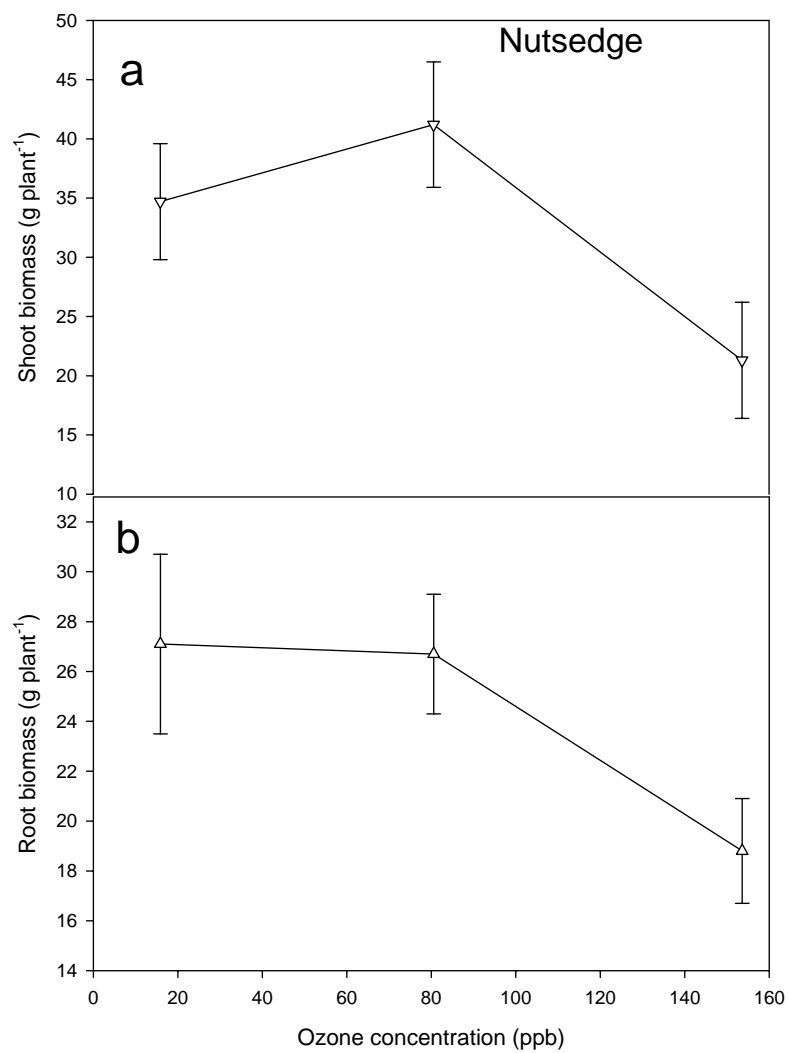 Nutsedge
a
Shoot biomass (g plant⁻¹)
50
45
40
35
30
25
20
15
10
b
Root biomass (g plant⁻¹)
32
30
28
26
24
22
20
18
16
14
0 20 40 60 80 100 120 140 160
Ozone concentration (ppb)